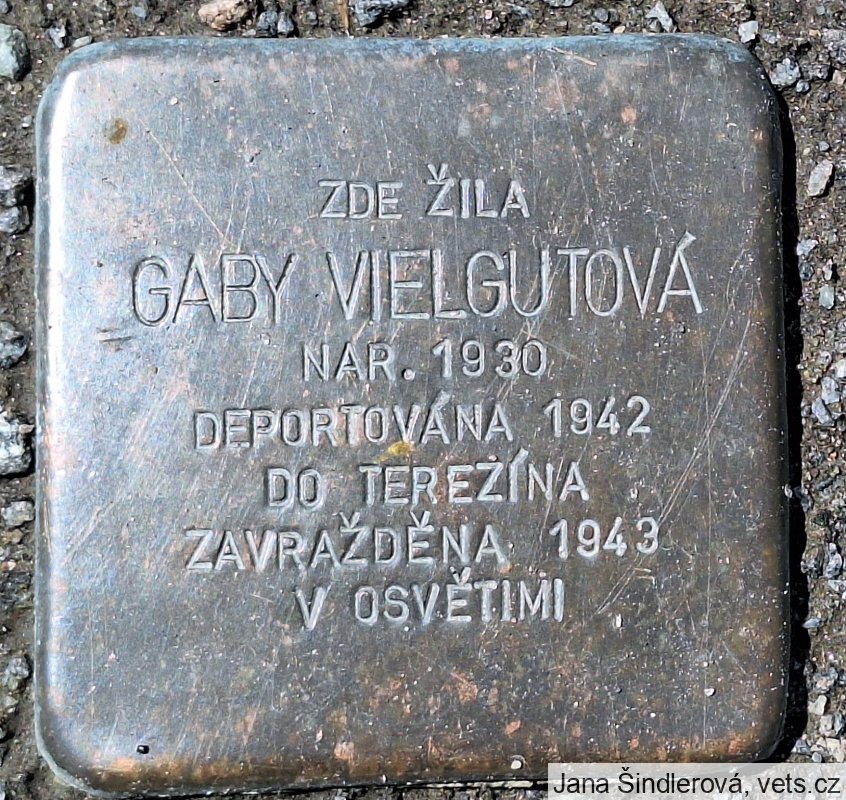 ZDE ŽILA
GABY VIELGUTOVÁ
NAR. 1930
DEPORTOVÁNA 1942
DO TEREZÍNA
ZAVRAŽDĚNA 1943
V OSVĚTIMI
Jana Šindlerová, vets.cz